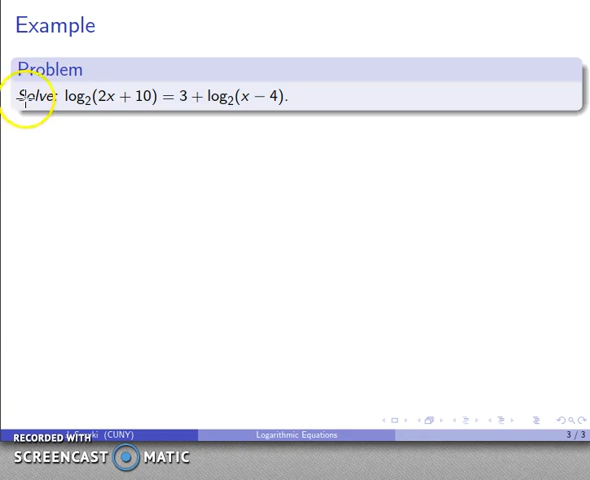 Example
Problem
Solve: log₂(2x + 10) = 3 + log₂(x − 4).
(CUNY)
Logarithmic Equations
3 / 3
RECORDED WITH
SCREENCAST MATIC